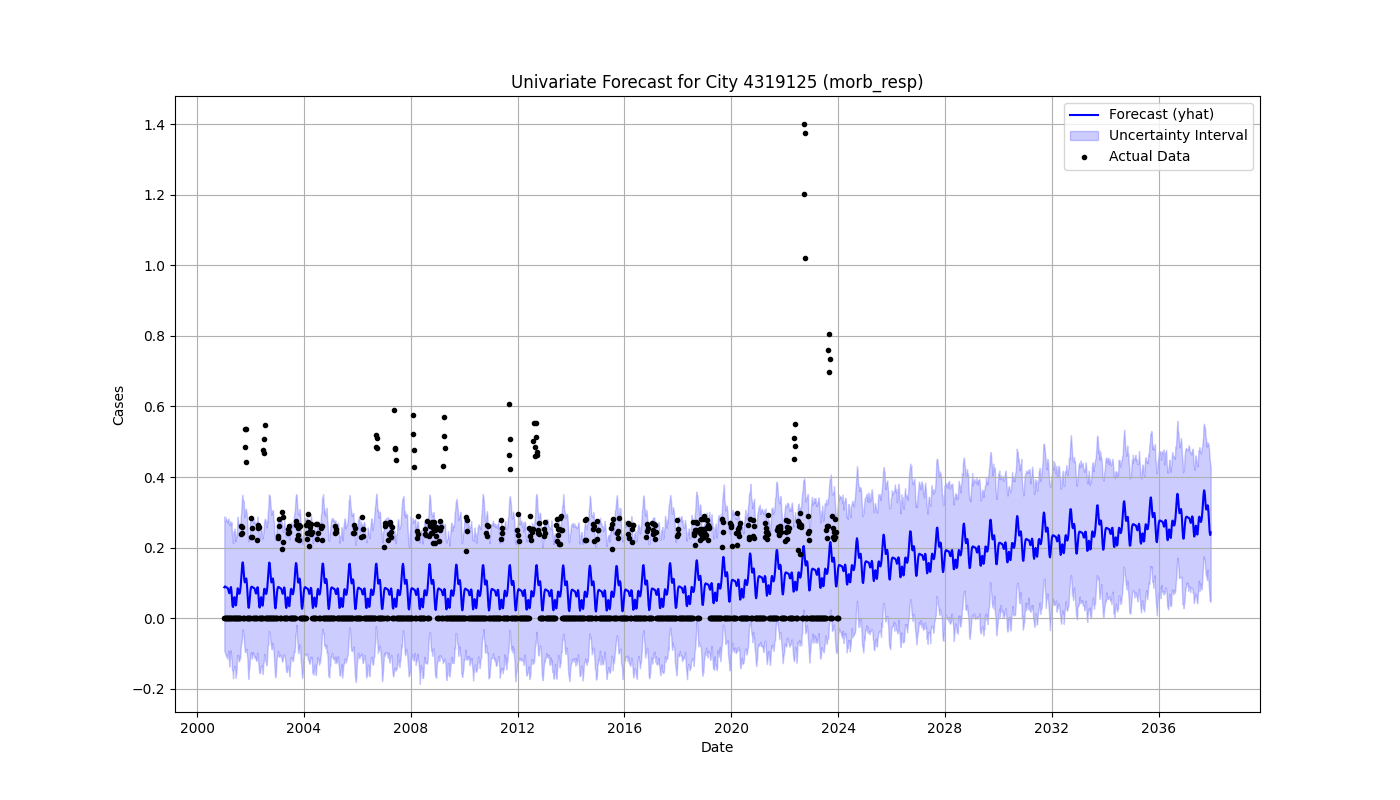 Univariate Forecast for City 4319125 (morb_resp)
Forecast (yhat)
Uncertainty Interval
Actual Data
Cases
1.4
1.2
1.0
0.8
0.6
0.4
0.2
0.0
−0.2
2000 2004 2008 2012 2016 2020 2024 2028 2032 2036
Date